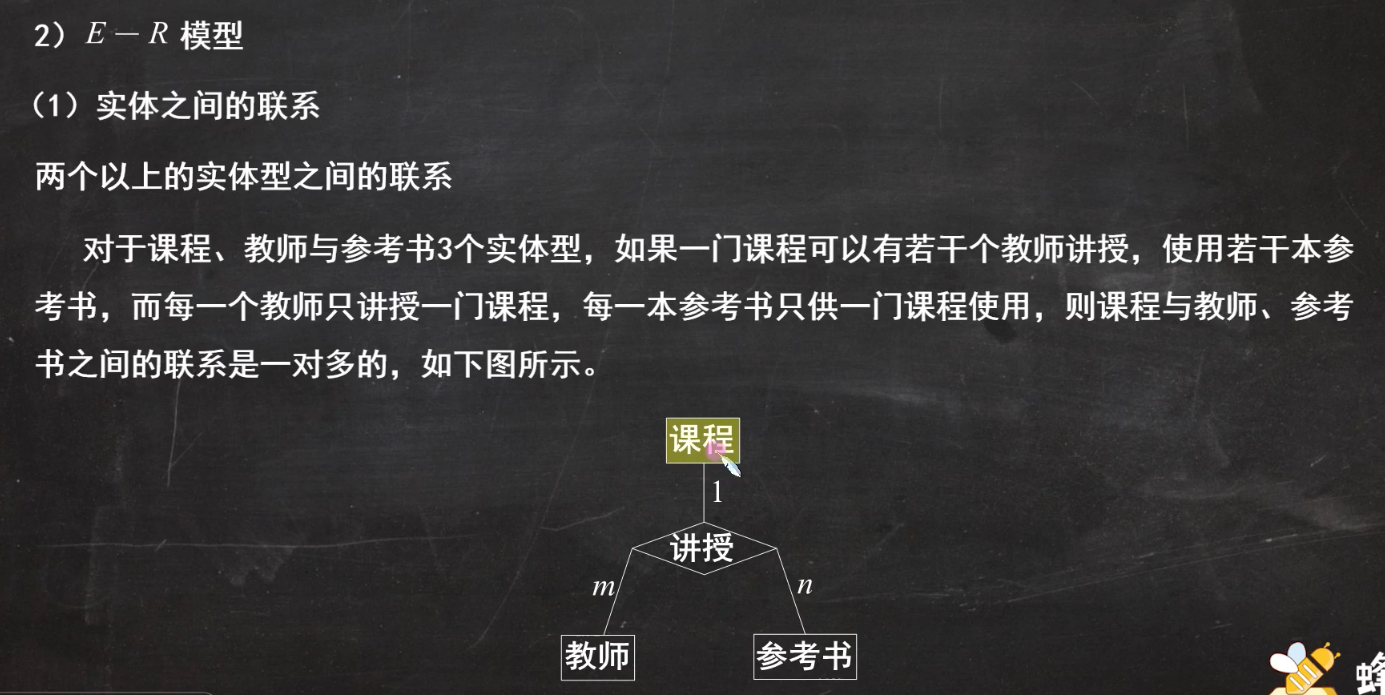 2）E－R 模型
（1）实体之间的联系
两个以上的实体型之间的联系
对于课程、教师与参考书3个实体型，如果一门课程可以有若干个教师讲授，使用若干本参
考书，而每一个教师只讲授一门课程，每一本参考书只供一门课程使用，则课程与教师、参考
书之间的联系是一对多的，如下图所示。
课程
1
讲授
m
n
教师
参考书